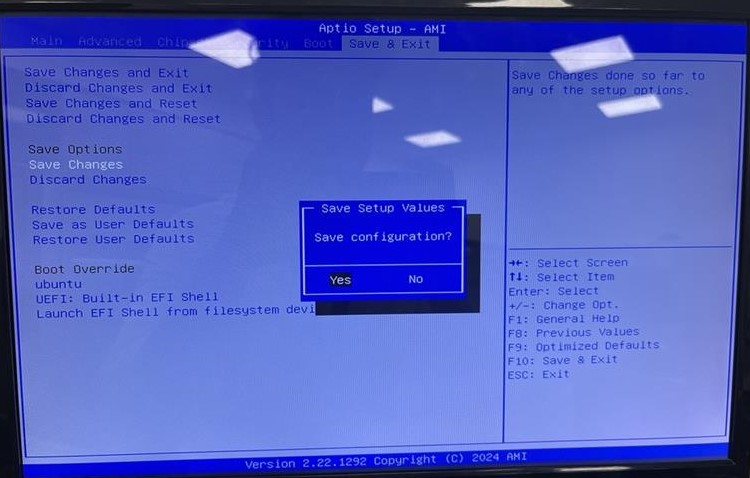 Aptio Setup - AMI
Main Advanced Boot Save & Exit
Save Changes and Exit
Discard Changes and Exit
Save Changes and Reset
Discard Changes and Reset
Save Options
Save Changes
Discard Changes
Restore Defaults
Save as User Defaults
Restore User Defaults
Boot Override
ubuntu
UEFI: Built-in EFI Shell
Launch EFI Shell from filesystem devi
Save Setup Values
Save configuration?
Yes No
Save Changes done so far to
any of the setup options.
→←: Select Screen
↑↓: Select Item
Enter: Select
+/-: Change Opt.
F1: General Help
F8: Previous Values
F9: Optimized Defaults
F10: Save & Exit
ESC: Exit
Version 2.22.1292 Copyright (C) 2024 AMI